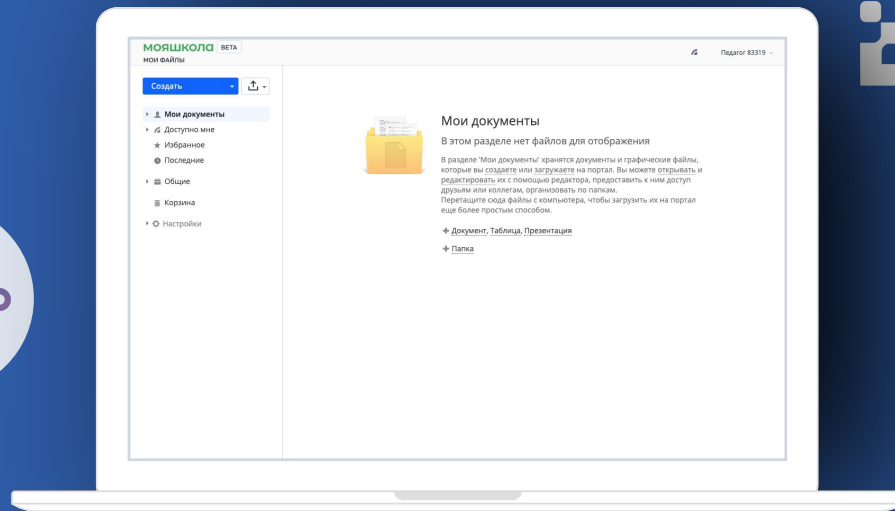 МОЯШКОЛА BETA
МОИ ФАЙЛЫ
Педагог 83319
Создать
Мои документы
Доступно мне
Избранное
Последние
Общие
Корзина
Настройки
Мои документы
В этом разделе нет файлов для отображения
В разделе 'Мои документы' хранятся документы и графические файлы,
которые вы создаете или загружаете на портал. Вы можете открывать и
редактировать их с помощью редактора, предоставить к ним доступ
друзьям или коллегам, организовать по папкам.
Перетащите сюда файлы с компьютера, чтобы загрузить их на портал
еще более простым способом.
Документ, Таблица, Презентация
Папка